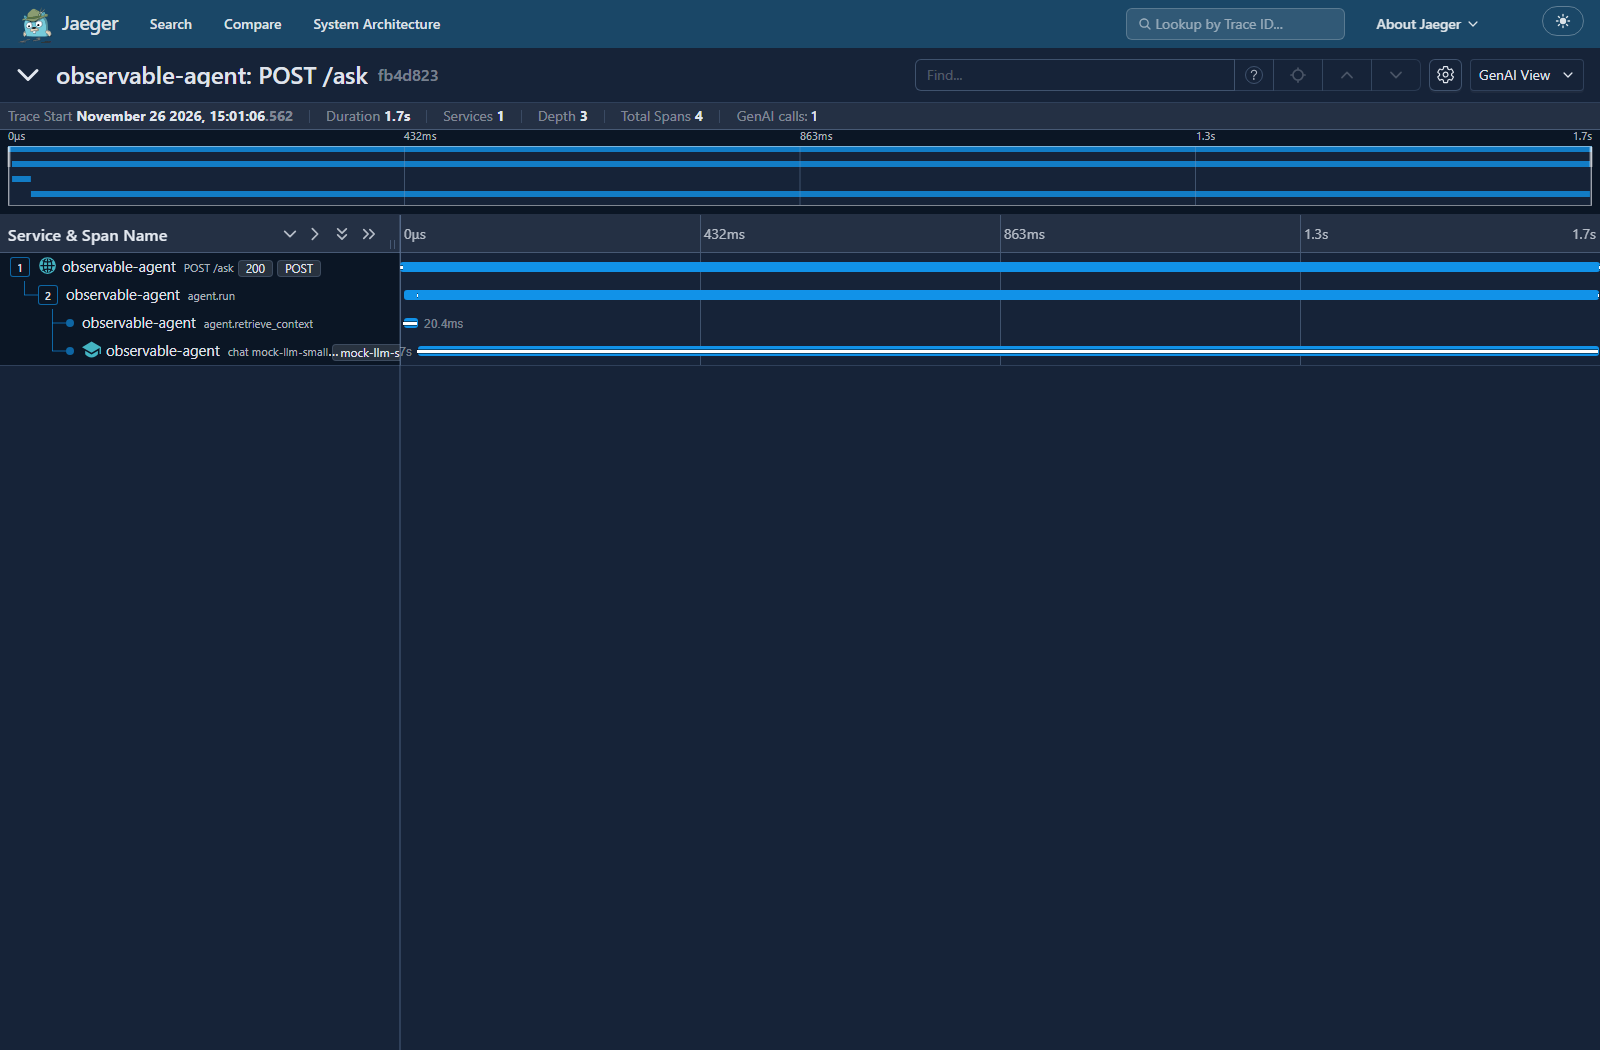 Jaeger Search Compare System Architecture Lookup by Trace ID... About Jaeger
observable-agent: POST /ask fb4d823 Find... ? GenAI View
Trace Start November 26 2026, 15:01:06.562 Duration 1.7s Services 1 Depth 3 Total Spans 4 GenAI calls: 1
0μs 432ms 863ms 1.3s 1.7s
Service & Span Name 0μs 432ms 863ms 1.3s 1.7s
1 observable-agent POST /ask 200 POST
2 observable-agent agent.run
observable-agent agent.retrieve_context 20.4ms
observable-agent chat mock-llm-small... mock-llm-s 7s